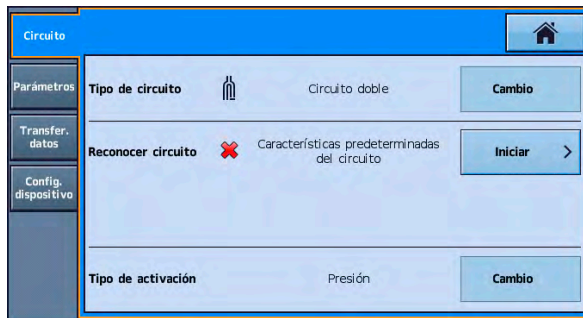 Circuito
Parámetros
Transfer.
datos
Config.
dispositivo
Tipo de circuito
Circuito doble
Cambio
Reconocer circuito
Características predeterminadas
del circuito
Iniciar
Tipo de activación
Presión
Cambio